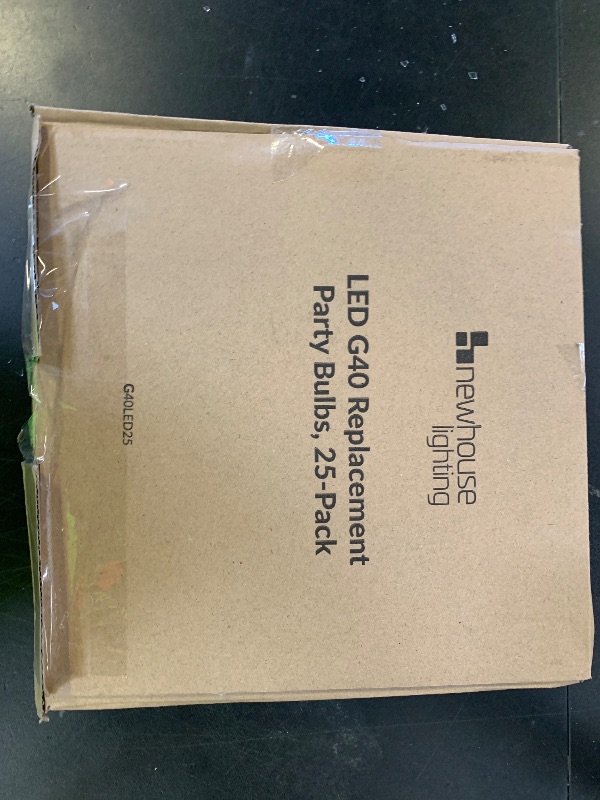 newhouse
lighting
LED G40 Replacement
Party Bulbs, 25-Pack
G40LED25